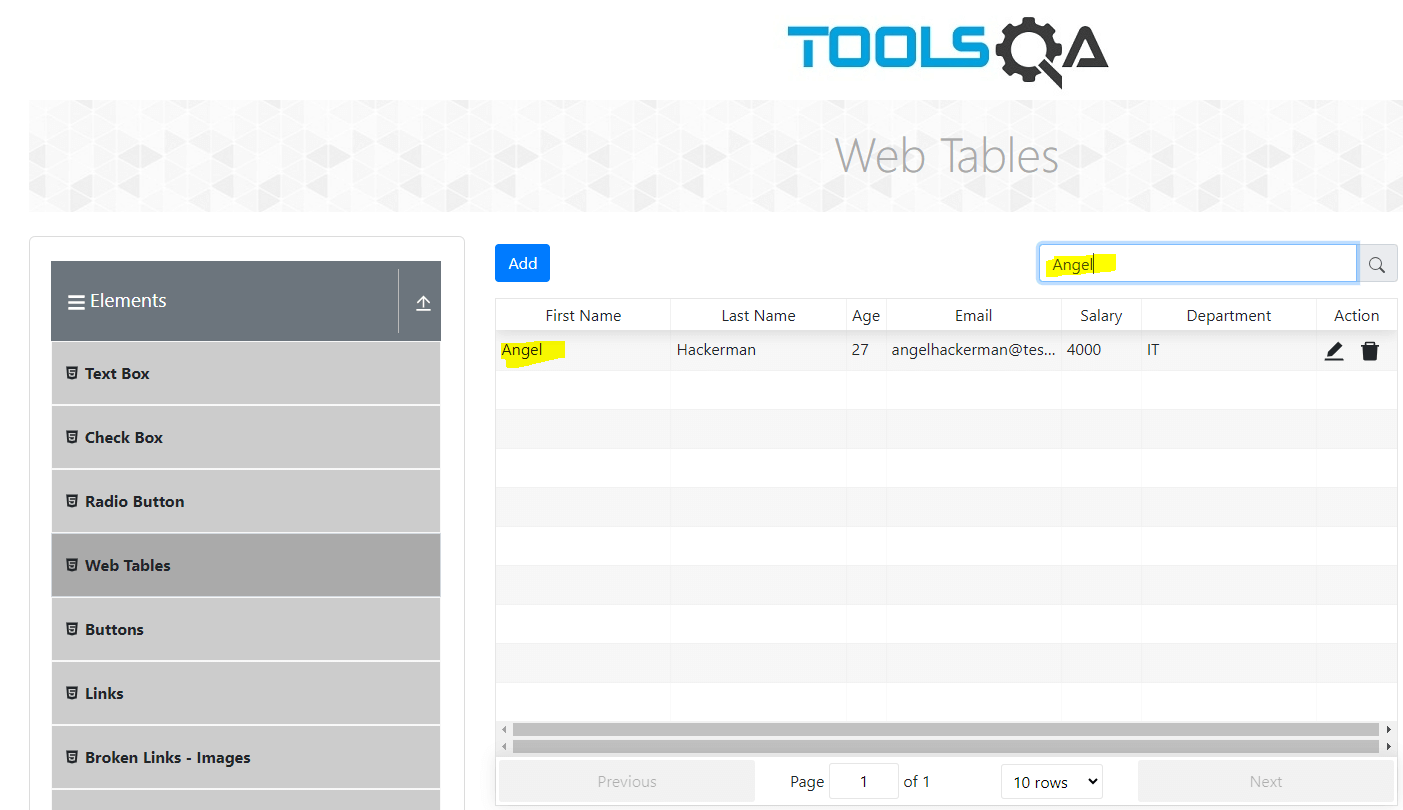 TOOLSQA
Web Tables
Elements
Text Box
Check Box
Radio Button
Web Tables
Buttons
Links
Broken Links - Images
Add
Angel
First Name Last Name Age Email Salary Department Action
Angel Hackerman 27 angelhackerman@tes... 4000 IT
Previous Page 1 of 1 10 rows Next